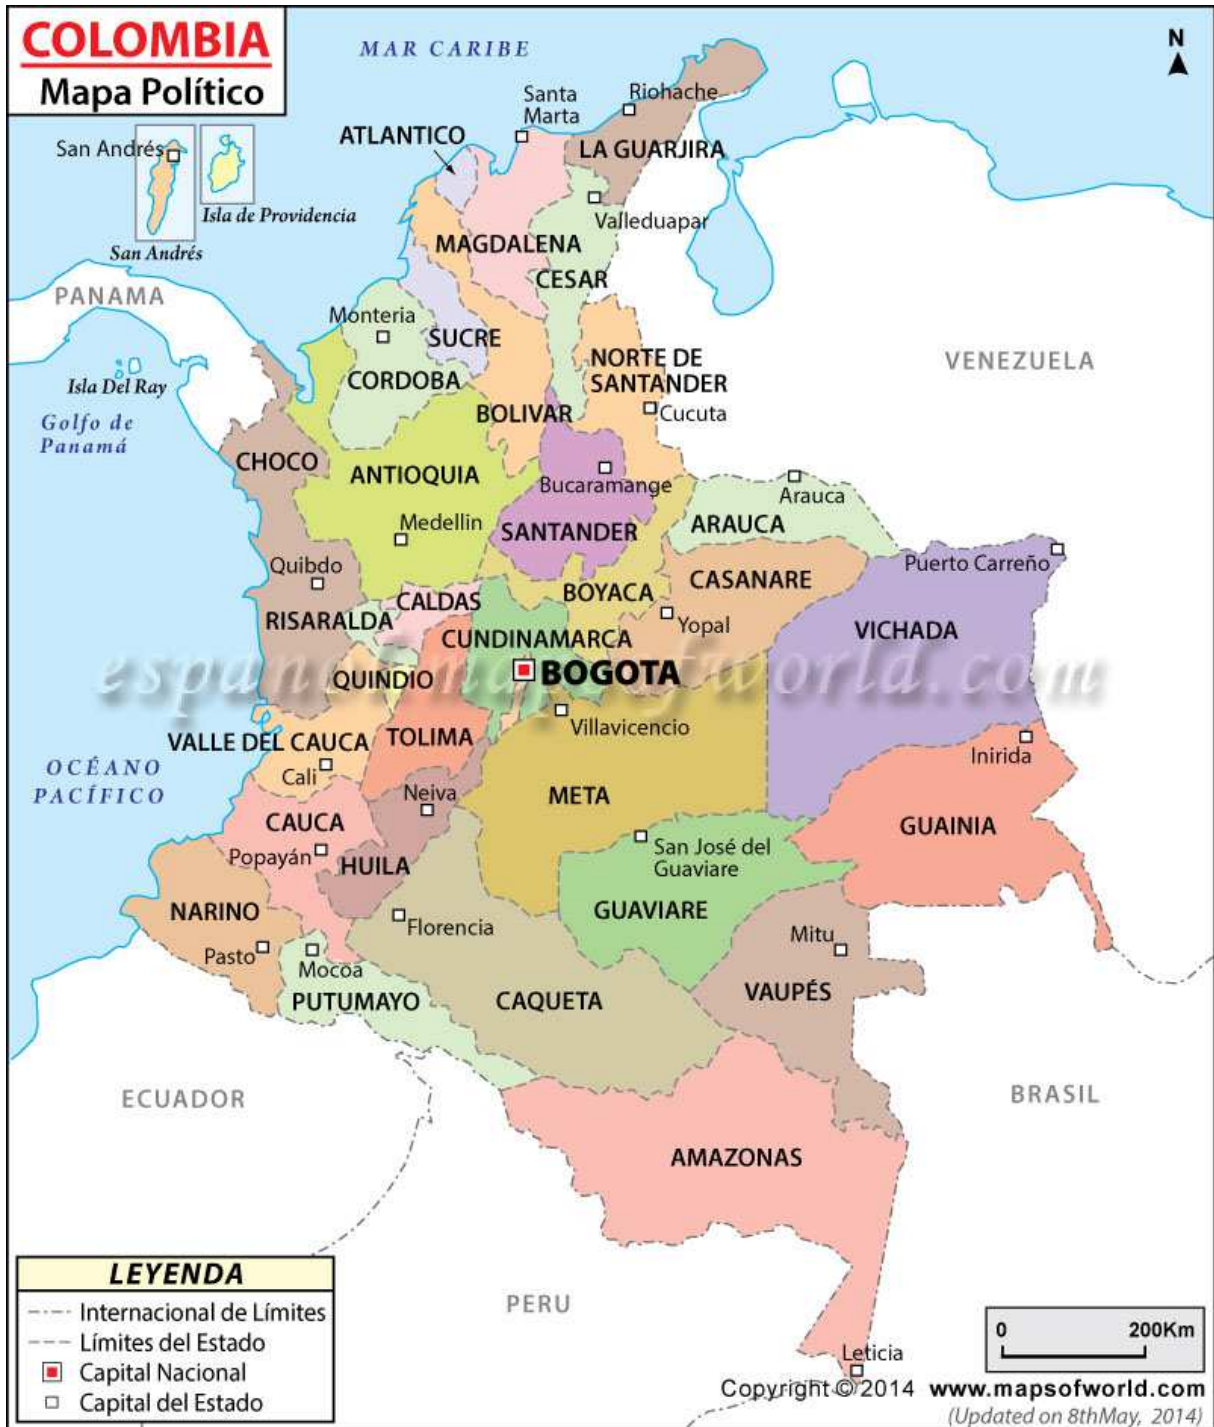 COLOMBIA
Mapa Político
MAR CARIBE
N
San Andrés
Isla de Providencia
San Andrés
ATLANTICO
Santa
Marta
Riohache
LA GUARJIRA
Valleduapar
MAGDALENA
CESAR
PANAMA
Monteria
SUCRE
CORDOBA
NORTE DE
SANTANDER
Cucuta
VENEZUELA
Isla Del Ray
Golfo de
Panamá
BOLIVAR
CHOCO
ANTIOQUIA
Bucaramange
Arauca
SANTANDER
ARAUCA
Medellin
Quibdo
Puerto Carreño
BOYACA
CASANARE
CALDAS
RISARALDA
Yopal
VICHADA
CUNDINAMARCA
espanol.mapsofworld.com
QUINDIO
BOGOTA
Villavicencio
VALLE DEL CAUCA
TOLIMA
Inirida
OCÉANO
PACÍFICO
Cali
Neiva
META
CAUCA
GUAINIA
Popayán
HUILA
San José del
Guaviare
NARINO
Florencia
GUAVIARE
Pasto
Mocoa
Mitu
PUTUMAYO
CAQUETA
VAUPÉS
ECUADOR
BRASIL
AMAZONAS
PERU
LEYENDA
Internacional de Límites
Límites del Estado
Capital Nacional
Capital del Estado
0 200Km
Leticia
Copyright © 2014 www.mapsofworld.com
(Updated on 8thMay, 2014)